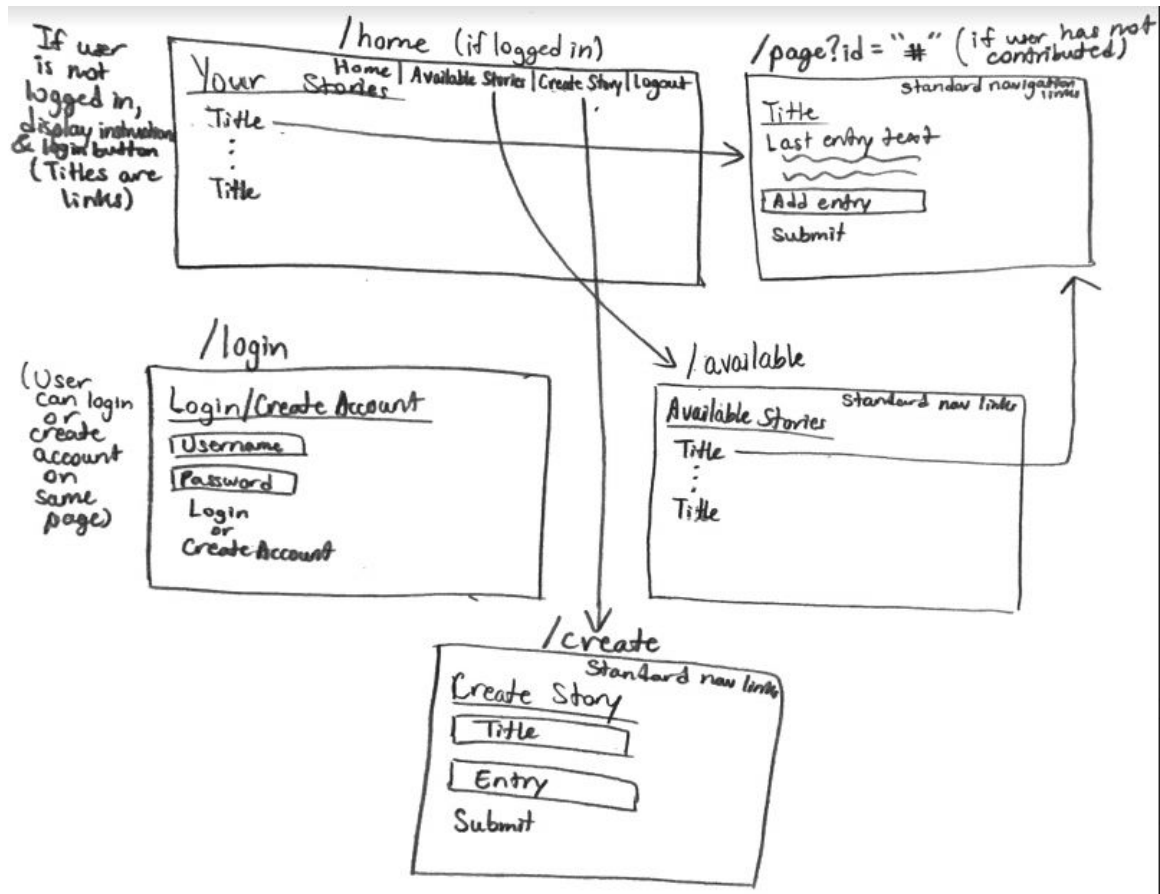 If user
is not
logged in,
display instructions
& login button
(Titles are
links)
/home (if logged in)
Home | Available Stories | Create Story | Logout
Your Stories
Title
Title
/page?id = "#" (if user has not
contributed)
standard navigation
links
Title
Last entry text
Add entry
Submit
/login
(User
can login
or
create
account
on
same
page)
Login/Create Account
Username
Password
Login
or
Create Account
/available
Standard nav links
Available Stories
Title
Title
/create
Standard nav links
Create Story
Title
Entry
Submit